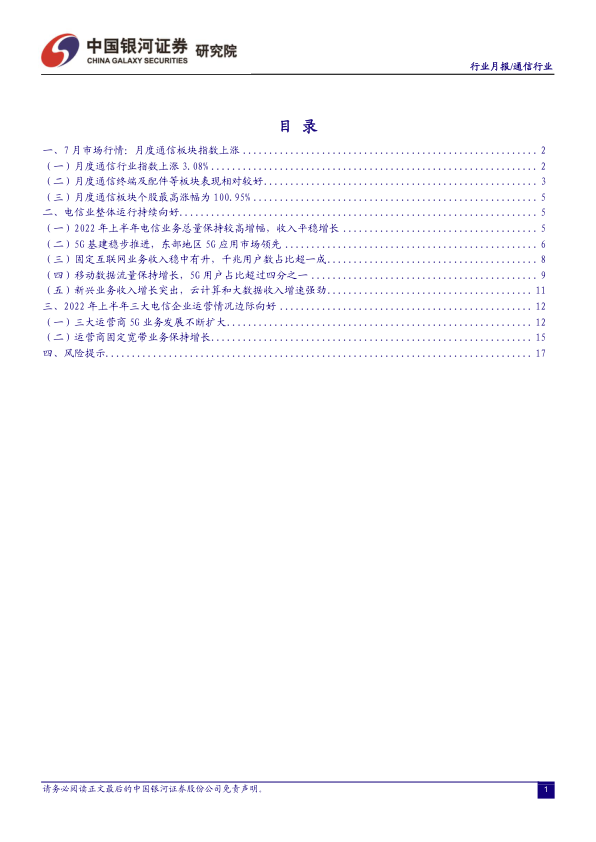 中国银河证券 研究院
CHINA GALAXY SECURITIES
行业月报/通信行业
目 录
一、7 月市场行情：月度通信板块指数上涨 ........ 2
（一）月度通信行业指数上涨 3.08% ........ 2
（二）月度通信终端及配件等板块表现相对较好 ........ 3
（三）月度通信板块个股最高涨幅为 100.95% ........ 5
二、电信业整体运行持续向好 ........ 5
（一）2022 年上半年电信业务总量保持较高增幅，收入平稳增长 ........ 5
（二）5G 基建稳步推进，东部地区 5G 应用市场领先 ........ 6
（三）固定互联网业务收入稳中有升，千兆用户数占比超一成 ........ 8
（四）移动数据流量保持增长，5G 用户占比超过四分之一 ........ 9
（五）新兴业务收入增长突出，云计算和大数据收入增速强劲 ........ 11
三、2022 年上半年三大电信企业运营情况边际向好 ........ 12
（一）三大运营商 5G 业务发展不断扩大 ........ 12
（二）运营商固定宽带业务保持增长 ........ 15
四、风险提示 ........ 17
请务必阅读正文最后的中国银河证券股份公司免责声明。
1